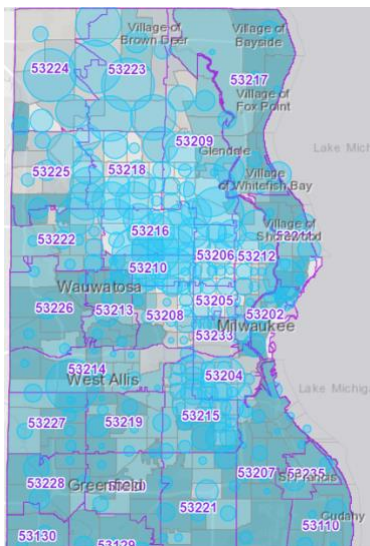 Village of
Brown Deer
Village of
Bayside
53224
53223
53217
Village of
Fox Point
53209
Glendale
Lake Mich
53225
53218
Village
of Whitefish Bay
53216
53222
Village of
Shorewood
53206
53212
53210
Wauwatosa
53205
53226
53213
53208
53202
Milwaukee
53233
53214
West Allis
53204
Lake Michiga
53215
53227
53219
53207
53235
St Francis
53228
Greenfield
53221
Cudahy
53110
53130
53129